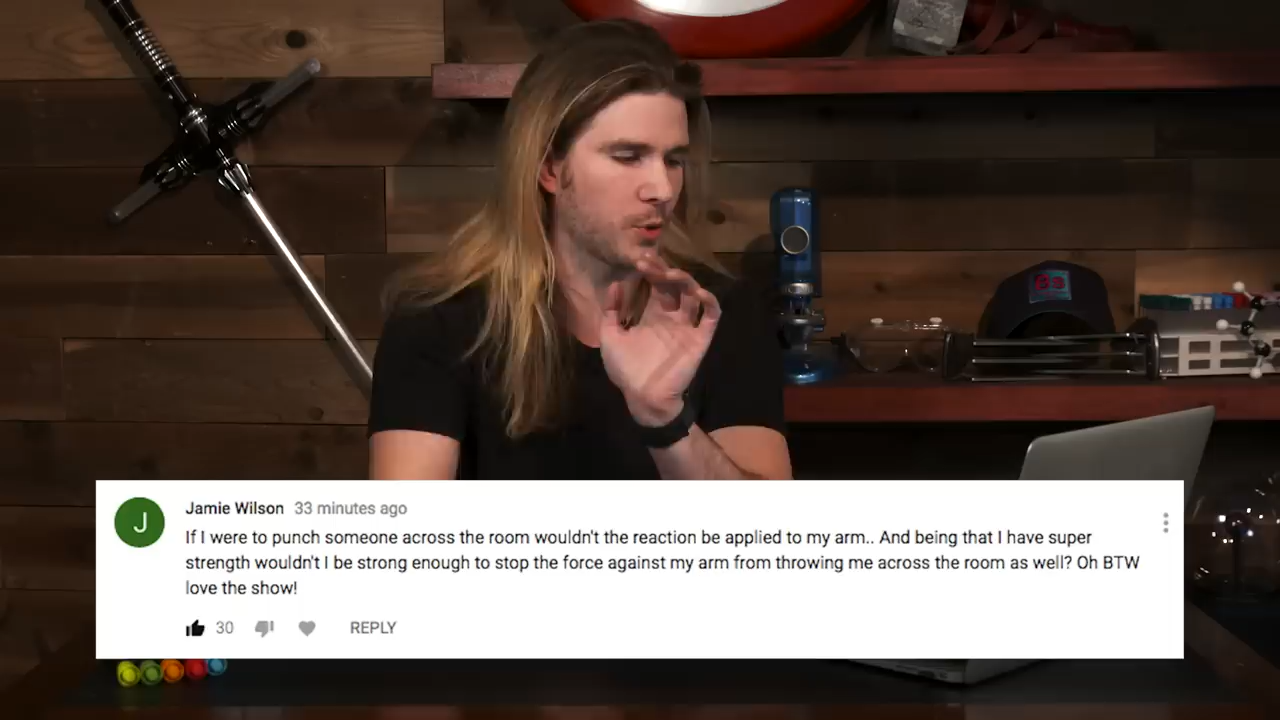 Bs
J
Jamie Wilson 33 minutes ago
If I were to punch someone across the room wouldn't the reaction be applied to my arm.. And being that I have super
strength wouldn't I be strong enough to stop the force against my arm from throwing me across the room as well? Oh BTW
love the show!
30 REPLY